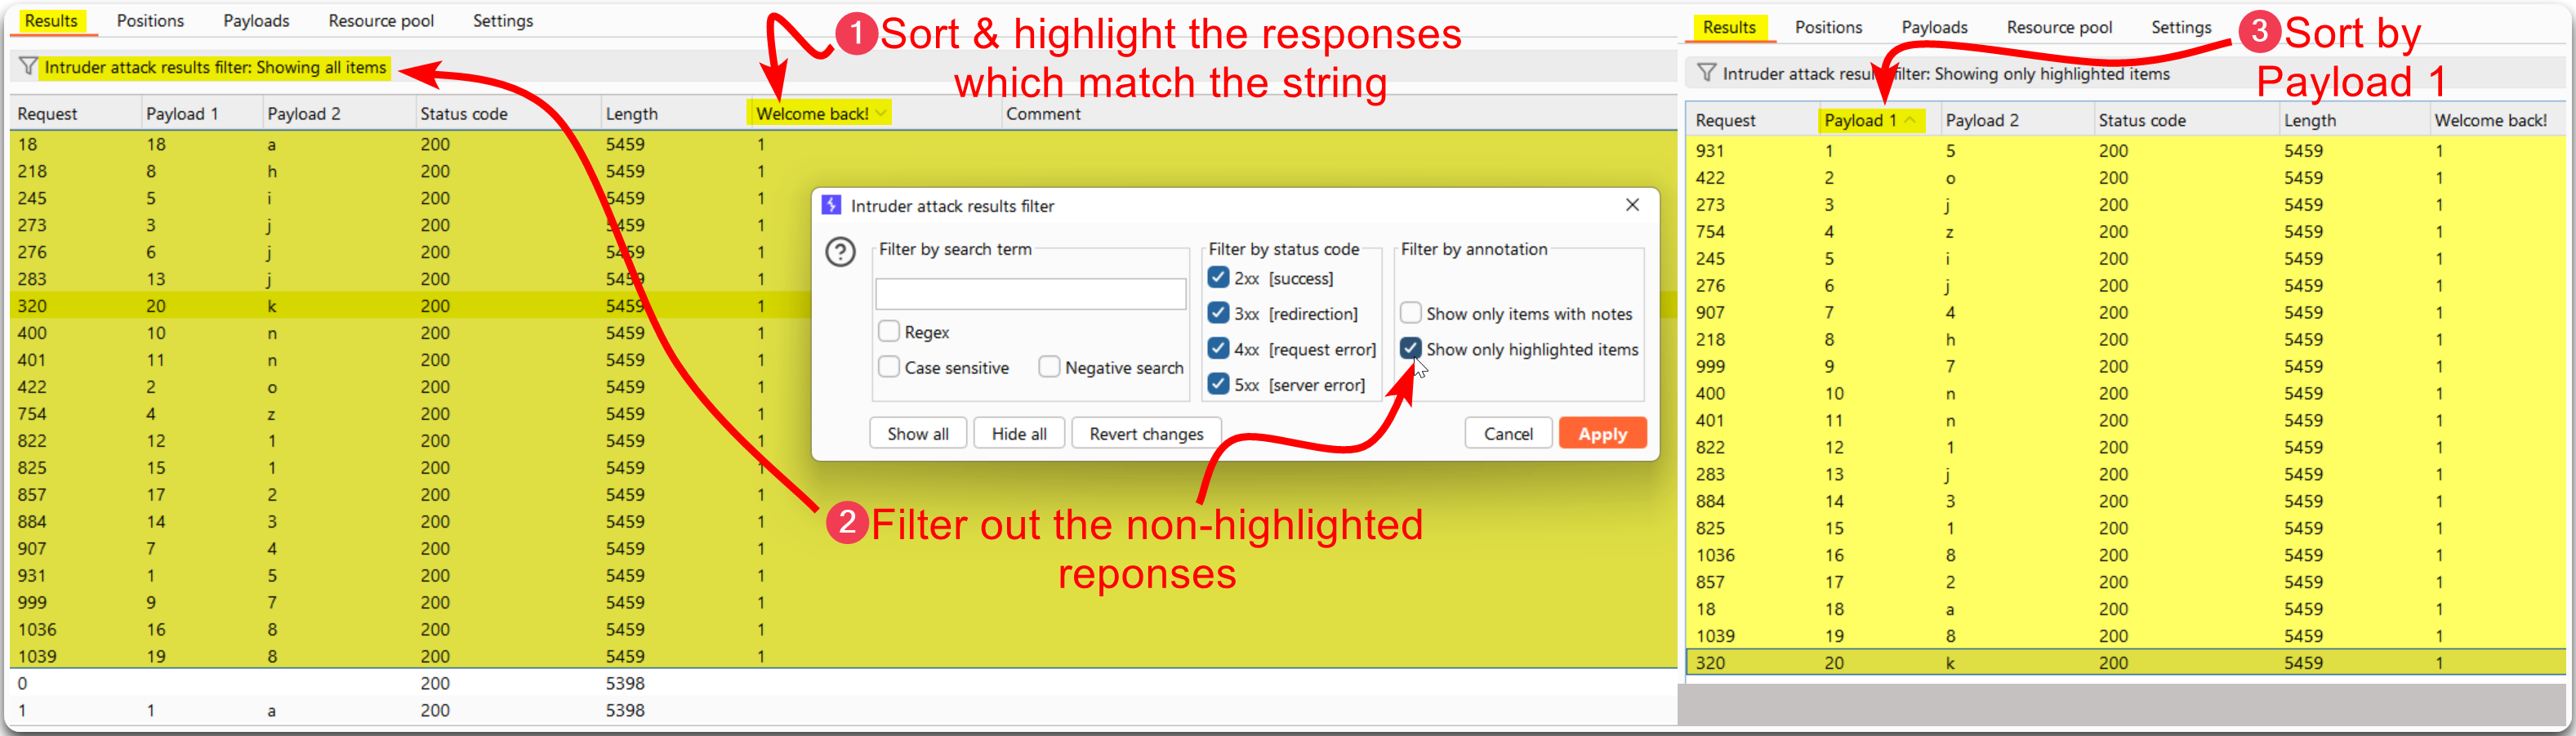 Results Positions Payloads Resource pool Settings
1 Sort & highlight the responses
which match the string
Intruder attack results filter: Showing all items
Request Payload 1 Payload 2 Status code Length Welcome back! Comment
18 18 a 200 5459 1
218 8 h 200 5459 1
245 5 i 200 5459 1
273 3 j 200 5459 1
276 6 j 200 5459 1
283 13 j 200 5459 1
320 20 k 200 5459 1
400 10 n 200 5459 1
401 11 n 200 5459 1
422 2 o 200 5459 1
754 4 z 200 5459 1
822 12 1 200 5459 1
825 15 1 200 5459 1
857 17 2 200 5459 1
884 14 3 200 5459 1
907 7 4 200 5459 1
931 1 5 200 5459 1
999 9 7 200 5459 1
1036 16 8 200 5459 1
1039 19 8 200 5459 1
0 200 5398
1 1 a 200 5398
Intruder attack results filter
Filter by search term
Regex
Case sensitive Negative search
Filter by status code
2xx [success]
3xx [redirection]
4xx [request error]
5xx [server error]
Filter by annotation
Show only items with notes
Show only highlighted items
Show all Hide all Revert changes Cancel Apply
2 Filter out the non-highlighted
reponses
Results Positions Payloads Resource pool Settings
3 Sort by
Payload 1
Intruder attack results filter: Showing only highlighted items
Request Payload 1 Payload 2 Status code Length Welcome back!
931 1 5 200 5459 1
422 2 o 200 5459 1
273 3 j 200 5459 1
754 4 z 200 5459 1
245 5 i 200 5459 1
276 6 j 200 5459 1
907 7 4 200 5459 1
218 8 h 200 5459 1
999 9 7 200 5459 1
400 10 n 200 5459 1
401 11 n 200 5459 1
822 12 1 200 5459 1
283 13 j 200 5459 1
884 14 3 200 5459 1
825 15 1 200 5459 1
1036 16 8 200 5459 1
857 17 2 200 5459 1
18 18 a 200 5459 1
1039 19 8 200 5459 1
320 20 k 200 5459 1